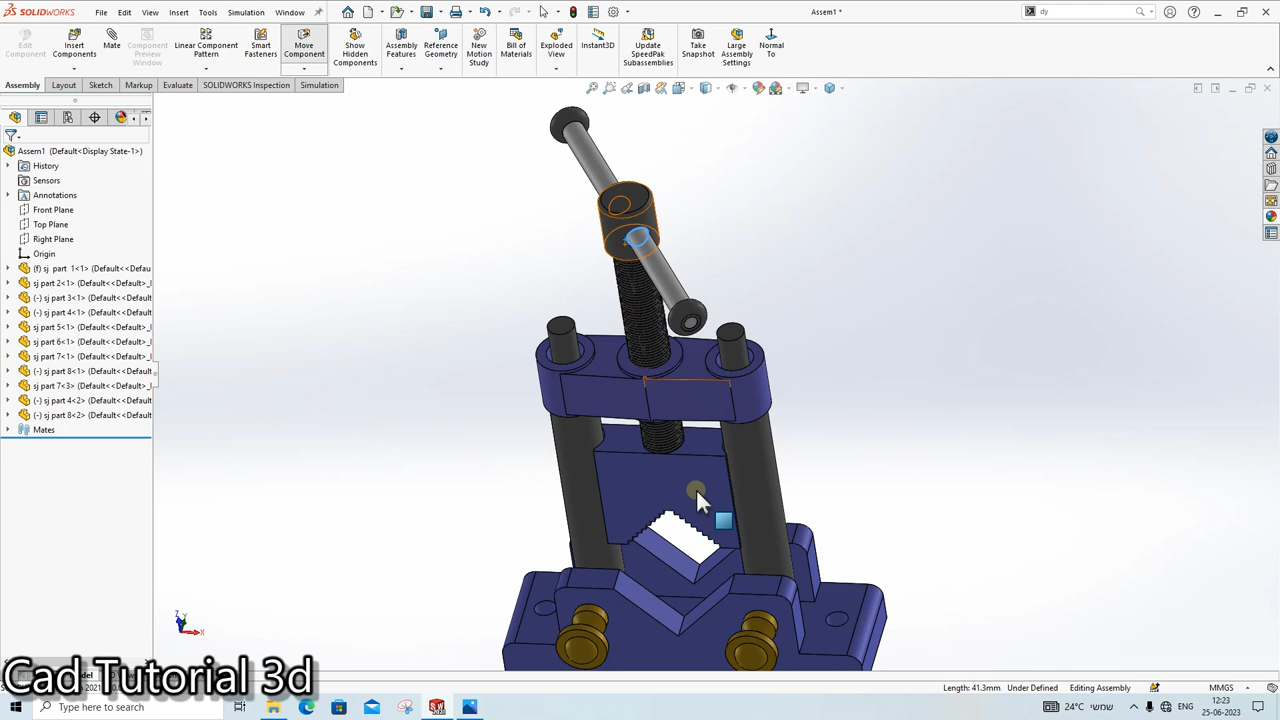 SOLIDWORKS
File
Edit
View
Insert
Tools
Simulation
Window
Assem1 *
dy
Edit Component
Insert Components
Mate
Component Preview Window
Linear Component Pattern
Smart Fasteners
Move Component
Show Hidden Components
Assembly Features
Reference Geometry
New Motion Study
Bill of Materials
Exploded View
Instant3D
Update SpeedPak Subassemblies
Take Snapshot
Large Assembly Settings
Normal To
Assembly
Layout
Sketch
Markup
Evaluate
SOLIDWORKS Inspection
Simulation
Assem1 (Default<Display State-1>)
History
Sensors
Annotations
Front Plane
Top Plane
Right Plane
Origin
(f) sj part 1<1> (Default<<Defau
sj part 2<1> (Default<<Default>_
(-) sj part 3<1> (Default<<Default
(-) sj part 4<1> (Default<<Default
sj part 5<1> (Default<<Default>_
sj part 6<1> (Default<<Default>_
sj part 7<1> (Default<<Default>_
(-) sj part 8<1> (Default<<Default
sj part 7<3> (Default<<Default>_
(-) sj part 4<2> (Default<<Default
(-) sj part 8<2> (Default<<Default
Mates
Z
Y
X
Cad Tutorial 3d
Length: 41.3mm
Under Defined
Editing Assembly
MMGS
Type here to search
24°C
שמשי
ENG
12:23
25-06-2023